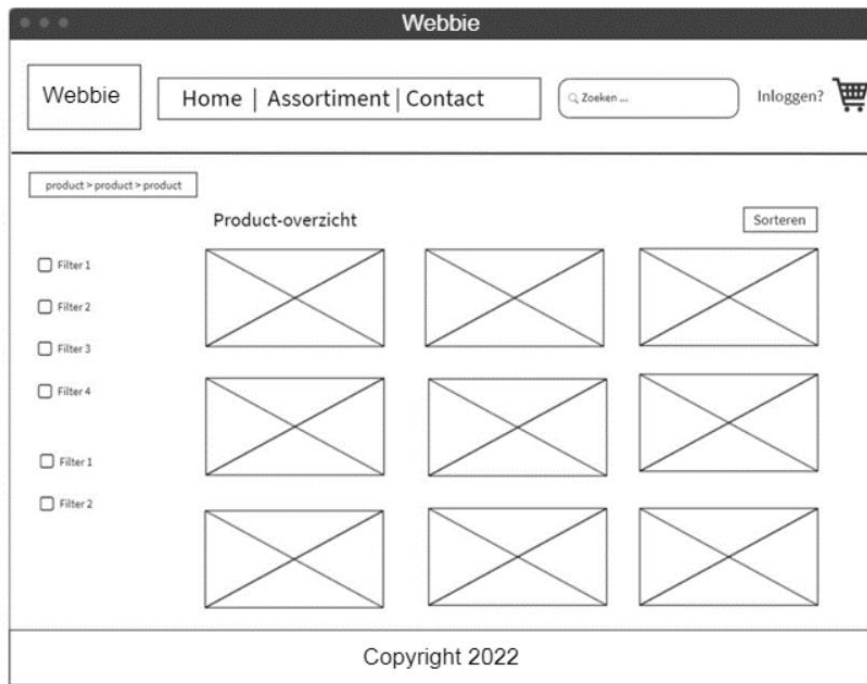 Webbie
Webbie
Home | Assortiment | Contact
Zoeken ...
Inloggen?
product > product > product
Product-overzicht
Sorteren
Filter 1
Filter 2
Filter 3
Filter 4
Filter 1
Filter 2
Copyright 2022